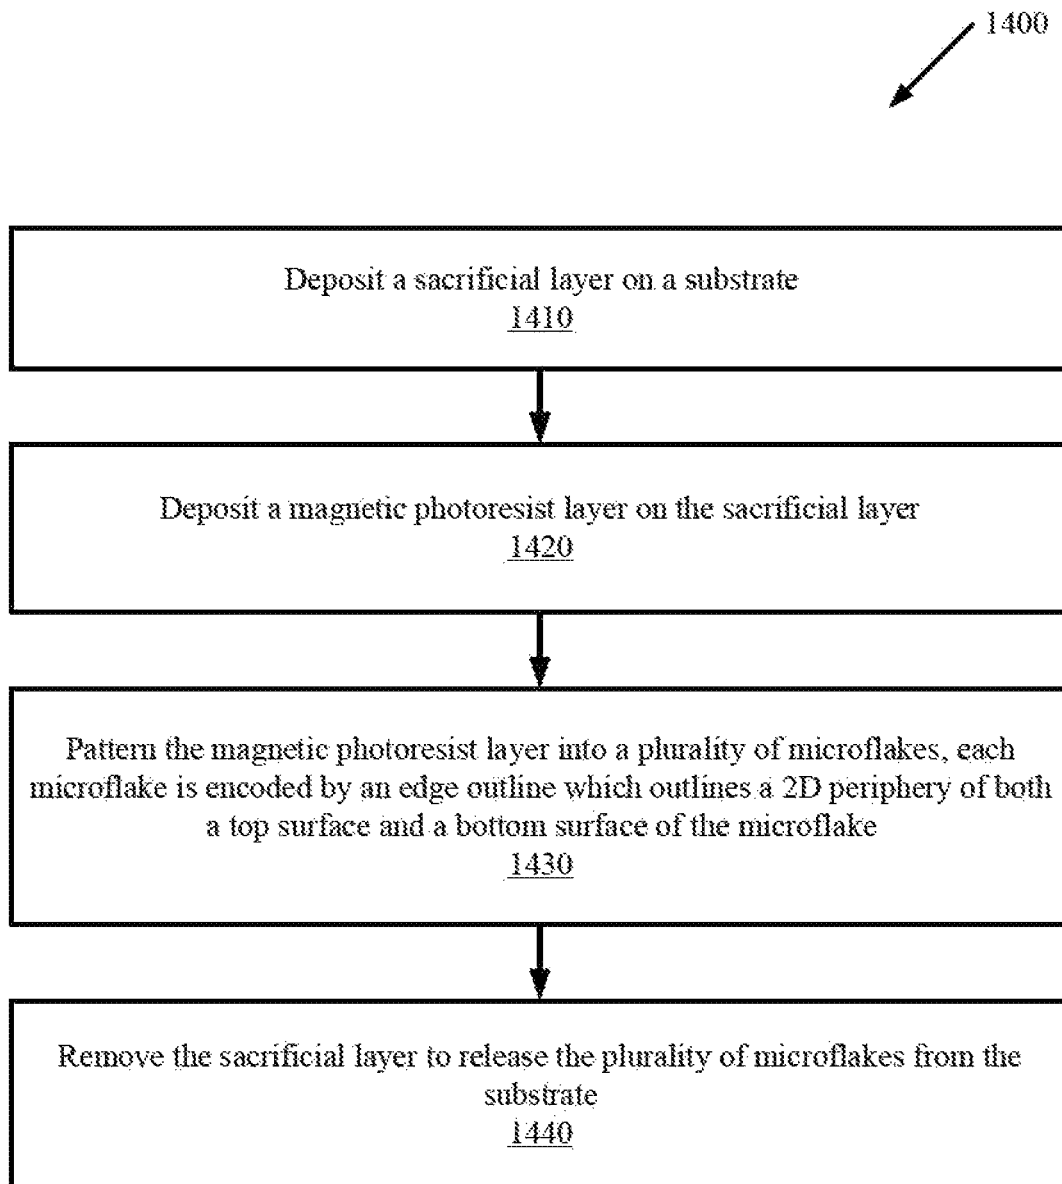 1400
Deposit a sacrificial layer on a substrate
1410
Deposit a magnetic photoresist layer on the sacrificial layer
1420
Pattern the magnetic photoresist layer into a plurality of microflakes, each
microflake is encoded by an edge outline which outlines a 2D periphery of both
a top surface and a bottom surface of the microflake
1430
Remove the sacrificial layer to release the plurality of microflakes from the
substrate
1440